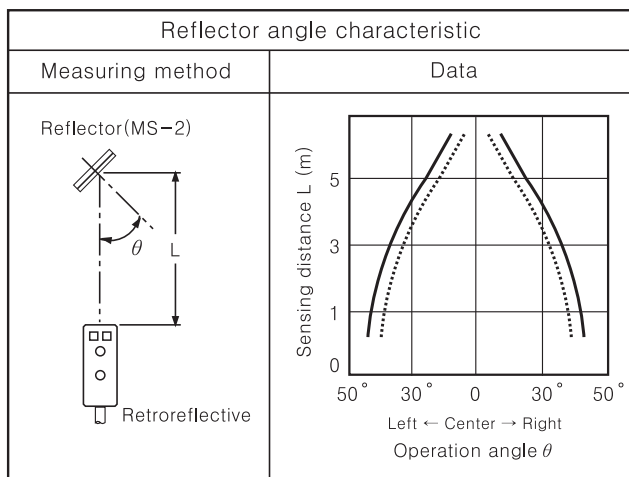 Reflector angle characteristic
Measuring method
Data
Reflector(MS-2)
θ
L
Retroreflective
Sensing distance L (m)
5
3
1
0
50˚ 30˚ 0 30˚ 50˚
Left ← Center → Right
Operation angle θ